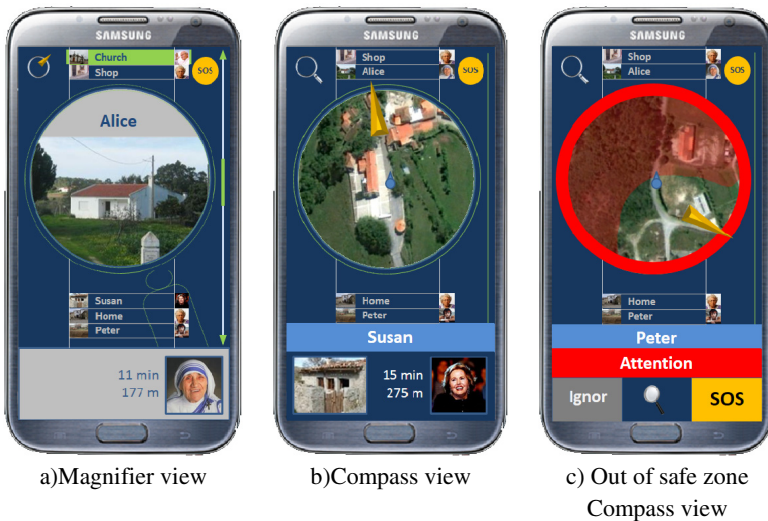 SAMSUNG
Church
Shop
SOS
Alice
Susan
Home
Peter
11 min
177 m
a)Magnifier view
SAMSUNG
Shop
Alice
SOS
Home
Peter
Susan
15 min
275 m
b)Compass view
SAMSUNG
Shop
Alice
SOS
Home
Peter
Peter
Attention
Ignor
SOS
c) Out of safe zone
Compass view